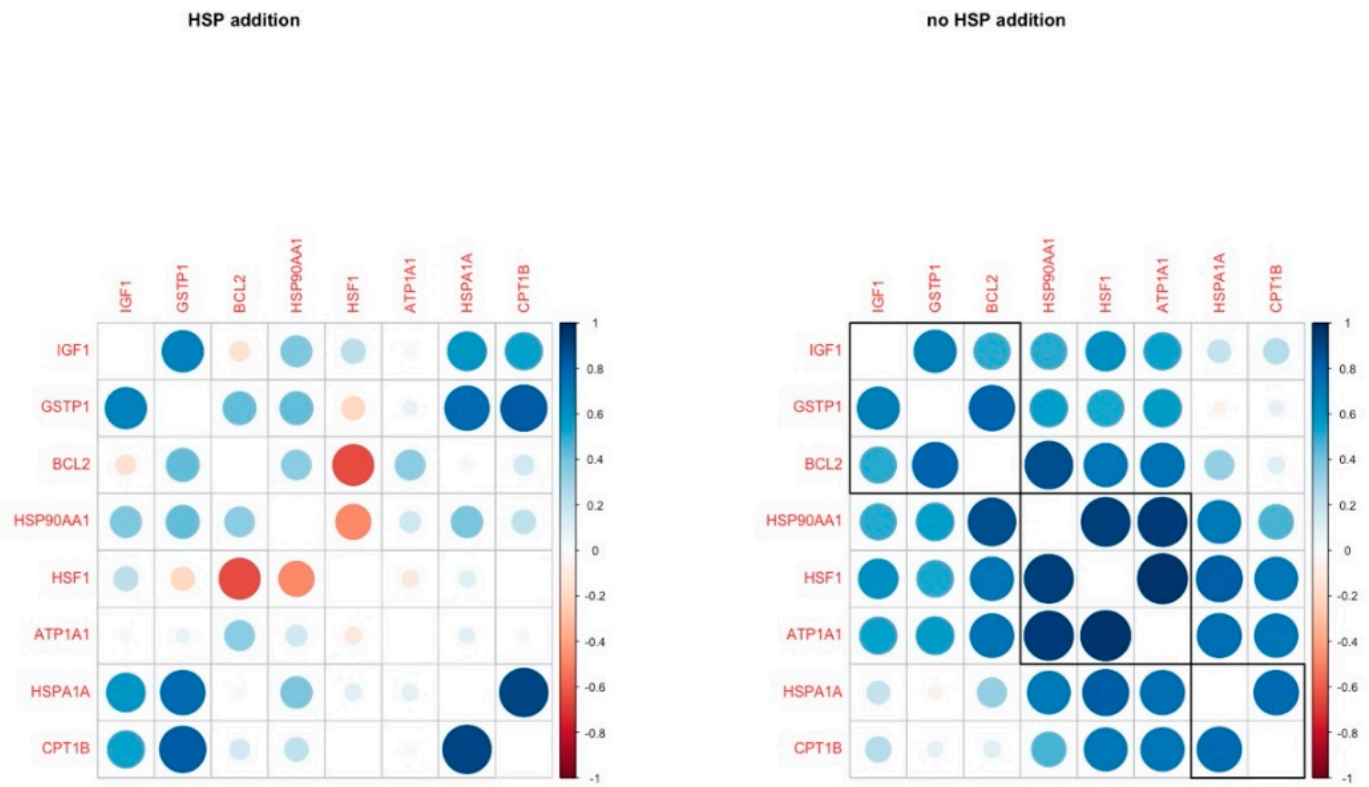 HSP addition
no HSP addition
IGF1
GSTP1
BCL2
HSP90AA1
HSF1
ATP1A1
HSPA1A
CPT1B
IGF1
GSTP1
BCL2
HSP90AA1
HSF1
ATP1A1
HSPA1A
CPT1B
1
0.8
0.6
0.4
0.2
0
-0.2
-0.4
-0.6
-0.8
-1
IGF1
GSTP1
BCL2
HSP90AA1
HSF1
ATP1A1
HSPA1A
CPT1B
IGF1
GSTP1
BCL2
HSP90AA1
HSF1
ATP1A1
HSPA1A
CPT1B
1
0.8
0.6
0.4
0.2
0
-0.2
-0.4
-0.6
-0.8
-1